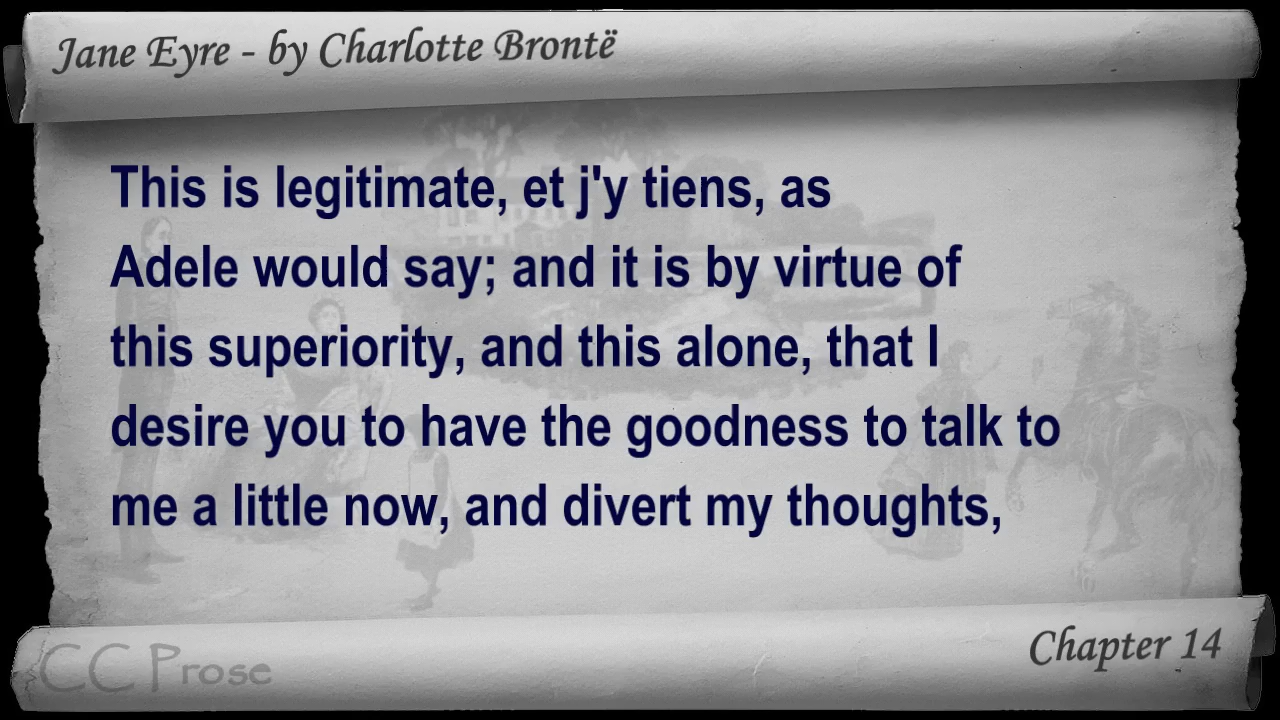 Jane Eyre - by Charlotte Brontë
This is legitimate, et j'y tiens, as
Adele would say; and it is by virtue of
this superiority, and this alone, that I
desire you to have the goodness to talk to
me a little now, and divert my thoughts,
CC Prose
Chapter 14